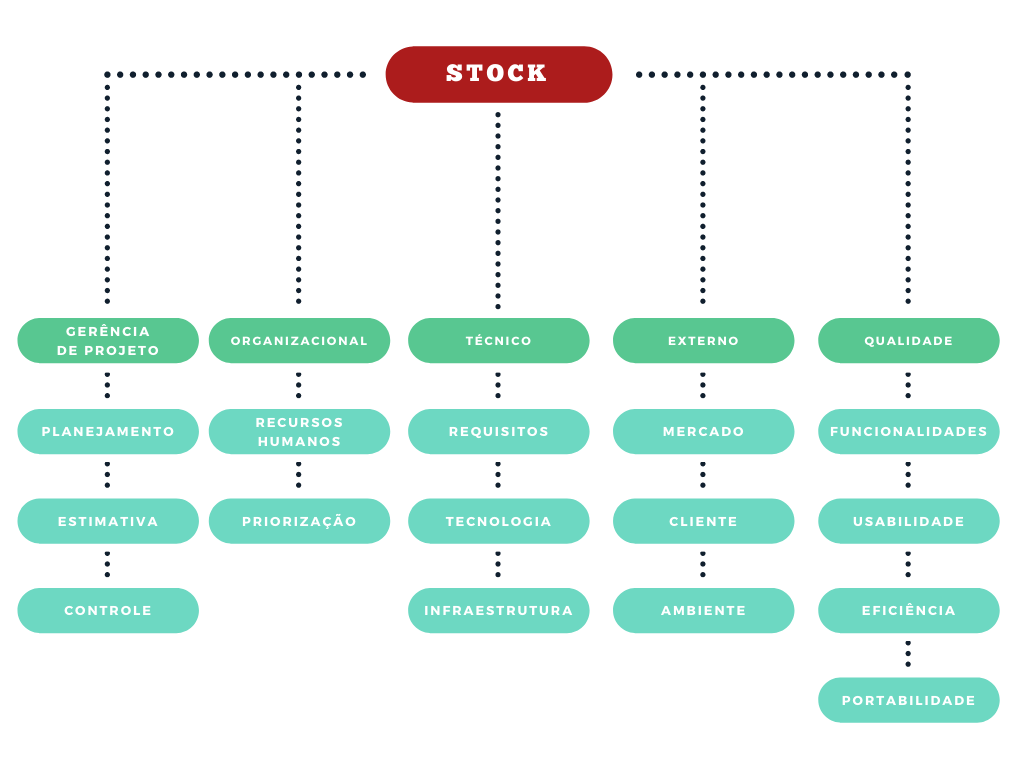 STOCK
GERÊNCIA
DE PROJETO
ORGANIZACIONAL
TÉCNICO
EXTERNO
QUALIDADE
PLANEJAMENTO
RECURSOS
HUMANOS
REQUISITOS
MERCADO
FUNCIONALIDADES
ESTIMATIVA
PRIORIZAÇÃO
TECNOLOGIA
CLIENTE
USABILIDADE
CONTROLE
INFRAESTRUTURA
AMBIENTE
EFICIÊNCIA
PORTABILIDADE